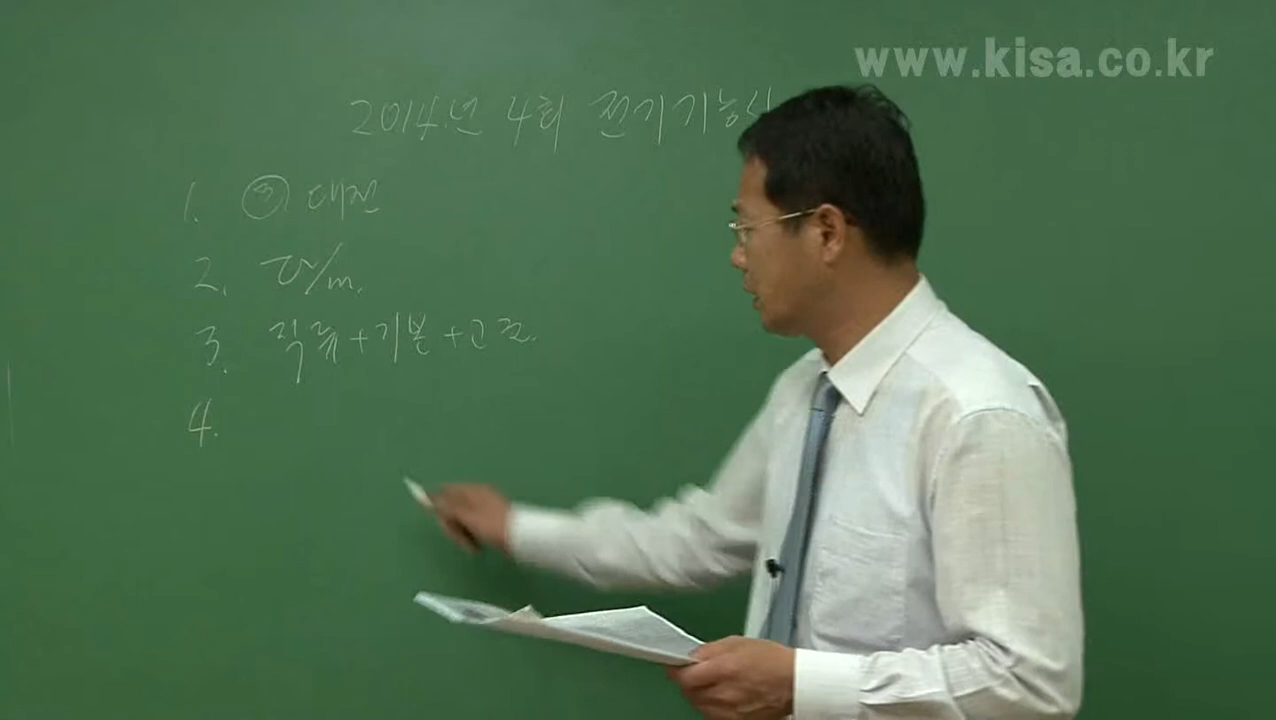 www.kisa.co.kr
2014년 4회 전기기능사
1. ③ 대전
2. ℧/m.
3. 직류+기본+고조.
4.